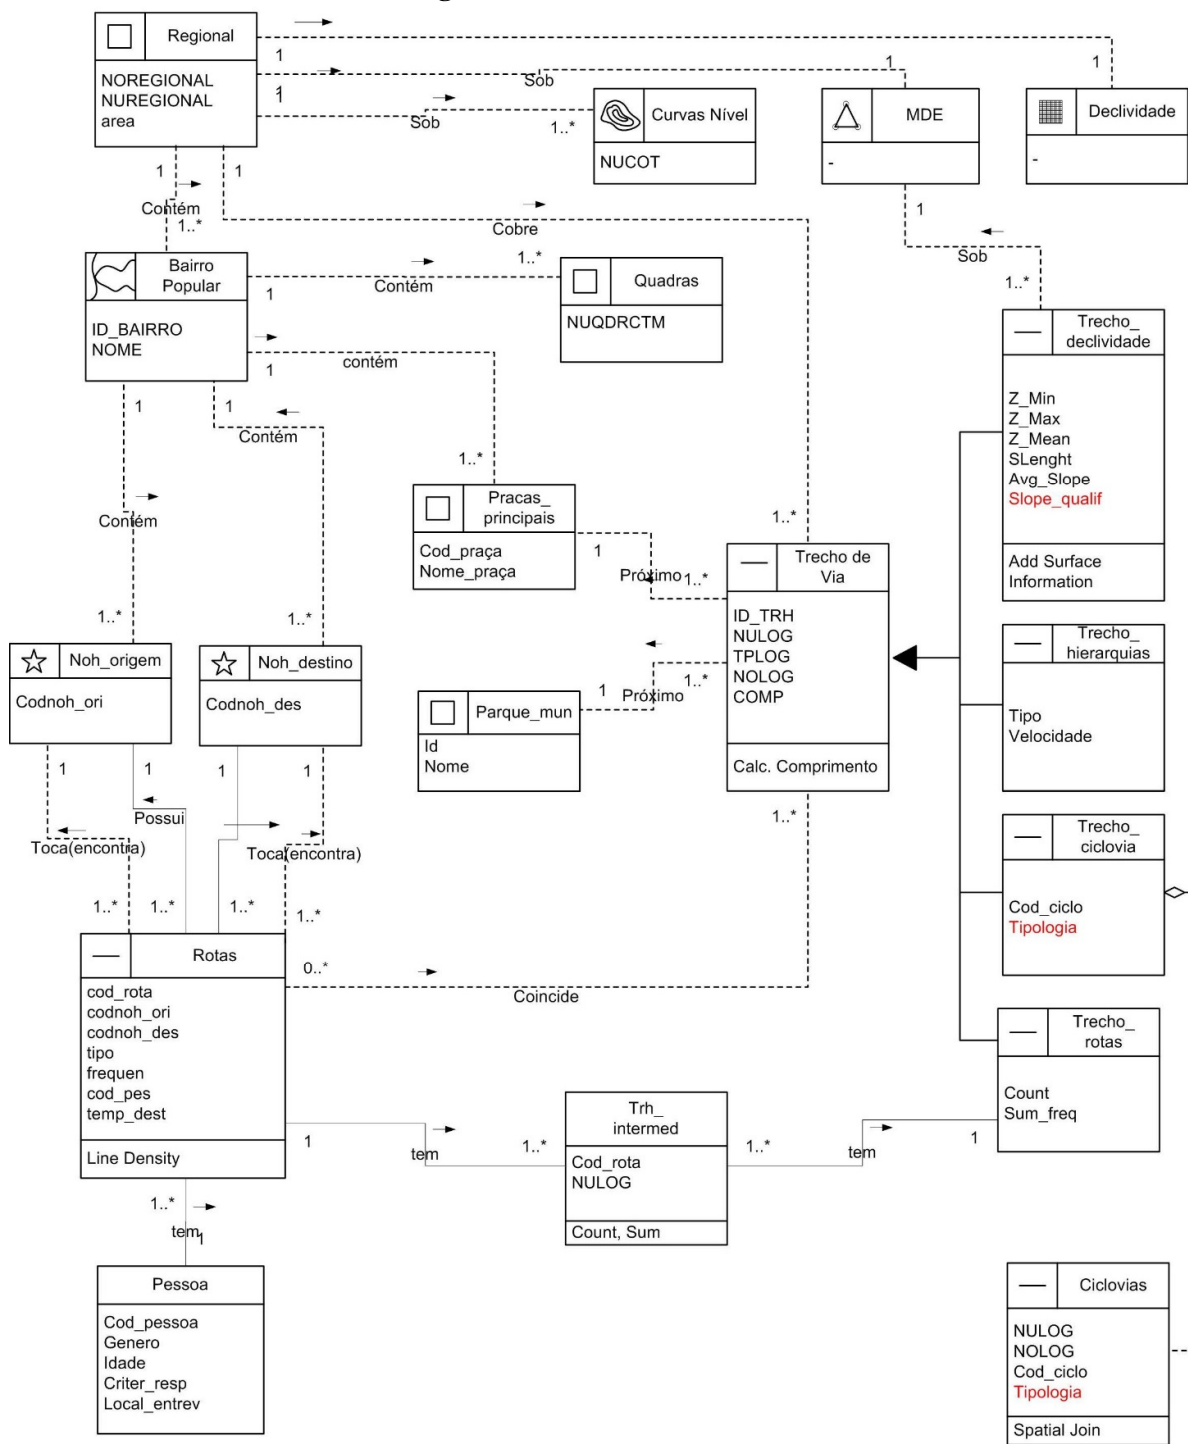 g
Regional
NOREGIONAL
NUREGIONAL
area
1
1
1
1
1
Sob
1
Sob
1..*
Curvas Nível
NUCOT
MDE
-
Declividade
-
1
1
Contém
1..*
Cobre
1
Sob
1..*
Bairro
Popular
ID_BAIRRO
NOME
1
Contém
1..*
Quadras
NUQDRCTM
1
contém
1..*
1
Contém
1..*
1
Contém
1..*
Trecho_
declividade
Z_Min
Z_Max
Z_Mean
SLenght
Avg_Slope
Slope_qualif
Add Surface
Information
Pracas_
principais
Cod_praça
Nome_praça
1
Próximo
1..*
1..*
Trecho de
Via
ID_TRH
NULOG
TPLOG
NOLOG
COMP
Calc. Comprimento
Noh_origem
Codnoh_ori
Noh_destino
Codnoh_des
Parque_mun
Id
Nome
1
Próximo
1..*
Trecho_
hierarquias
Tipo
Velocidade
1
1
1
1
Possui
Toca(encontra)
Toca(encontra)
1..*
1..*
1..*
1..*
1..*
Trecho_
ciclovia
Cod_ciclo
Tipologia
Rotas
cod_rota
codnoh_ori
codnoh_des
tipo
frequen
cod_pes
temp_dest
Line Density
0..*
Coincide
Trecho_
rotas
Count
Sum_freq
1
tem
1..*
Trh_
intermed
Cod_rota
NULOG
Count, Sum
1..*
tem
1
1..*
tem
1
Pessoa
Cod_pessoa
Genero
Idade
Criter_resp
Local_entrev
Ciclovias
NULOG
NOLOG
Cod_ciclo
Tipologia
Spatial Join